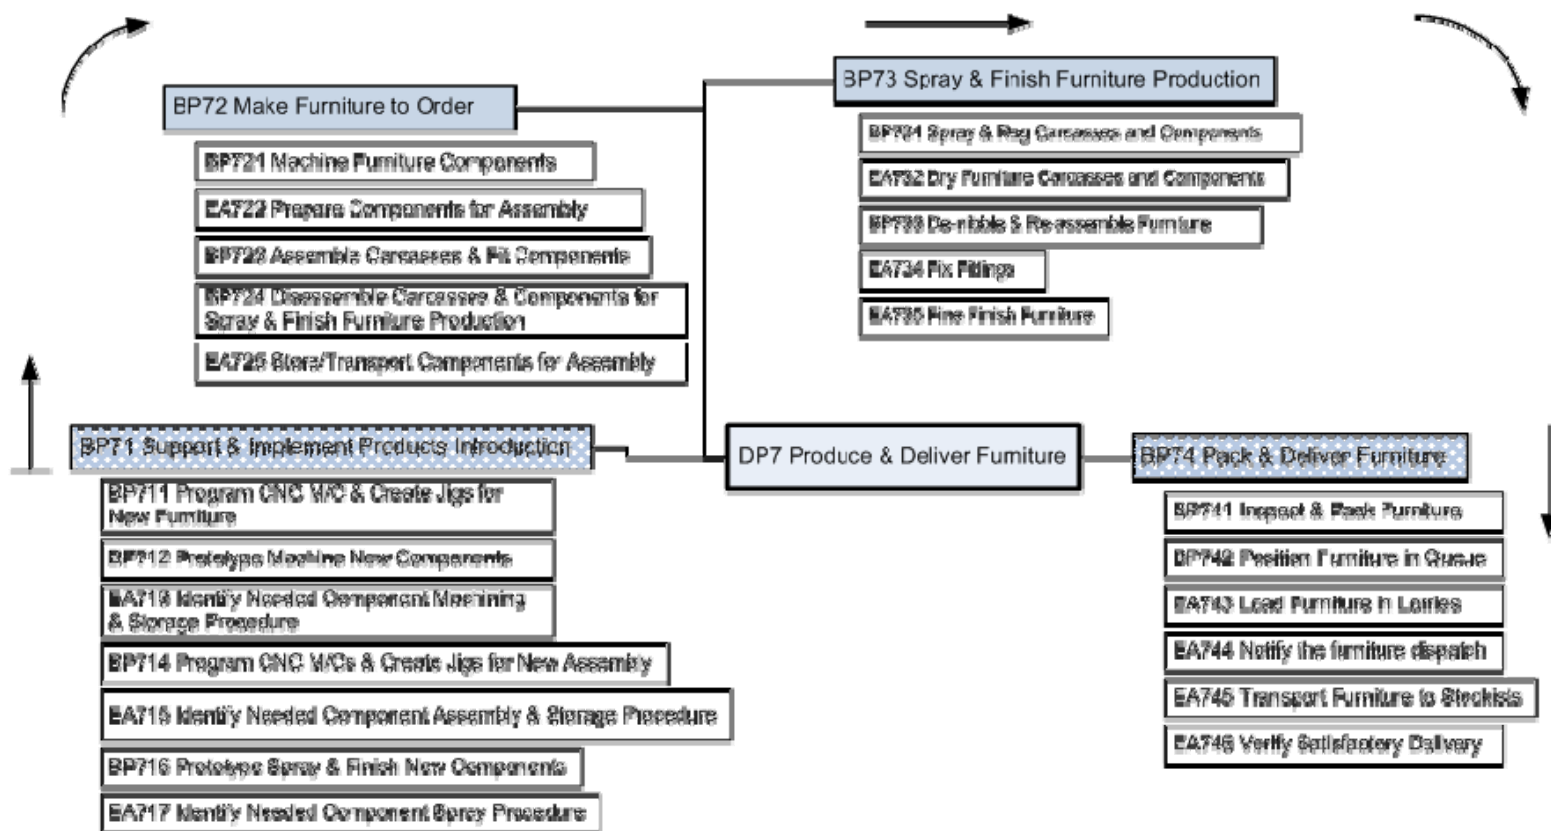 BP72 Make Furniture to Order
BP721 Machine Furniture Components
EA722 Prepare Components for Assembly
BP723 Assemble Carcasses & Fit Components
BP724 Disassemble Carcasses & Components for
Spray & Finish Furniture Production
EA725 Store/Transport Components for Assembly
BP73 Spray & Finish Furniture Production
BP731 Spray & Rag Carcasses and Components
EA732 Dry Furniture Carcasses and Components
BP733 De-nibble & Re-assemble Furniture
EA734 Fix Fittings
EA735 Fine Finish Furniture
BP71 Support & Implement Products Introduction
BP711 Program CNC M/C & Create Jigs for
New Furniture
BP712 Prototype Machine New Components
EA713 Identify Needed Component Machining
& Storage Procedure
BP714 Program CNC M/Cs & Create Jigs for New Assembly
EA715 Identify Needed Component Assembly & Storage Procedure
BP716 Prototype Spray & Finish New Components
EA717 Identify Needed Component Spray Procedure
DP7 Produce & Deliver Furniture
BP74 Pack & Deliver Furniture
BP741 Inspect & Pack Furniture
BP742 Position Furniture in Queue
EA743 Load Furniture in Lorries
EA744 Notify the furniture dispatch
EA745 Transport Furniture to Stockists
EA746 Verify Satisfactory Delivery